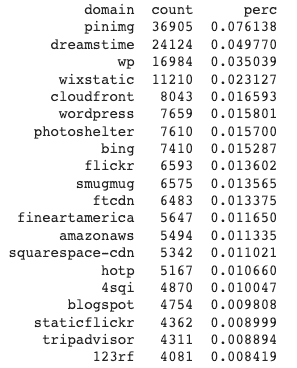 domain count perc
pinimg 36905 0.076138
dreamstime 24124 0.049770
wp 16984 0.035039
wixstatic 11210 0.023127
cloudfront 8043 0.016593
wordpress 7659 0.015801
photoshelter 7610 0.015700
bing 7410 0.015287
flickr 6593 0.013602
smugmug 6575 0.013565
ftcdn 6483 0.013375
fineartamerica 5647 0.011650
amazonaws 5494 0.011335
squarespace-cdn 5342 0.011021
hotp 5167 0.010660
4sqi 4870 0.010047
blogspot 4754 0.009808
staticflickr 4362 0.008999
tripadvisor 4311 0.008894
123rf 4081 0.008419